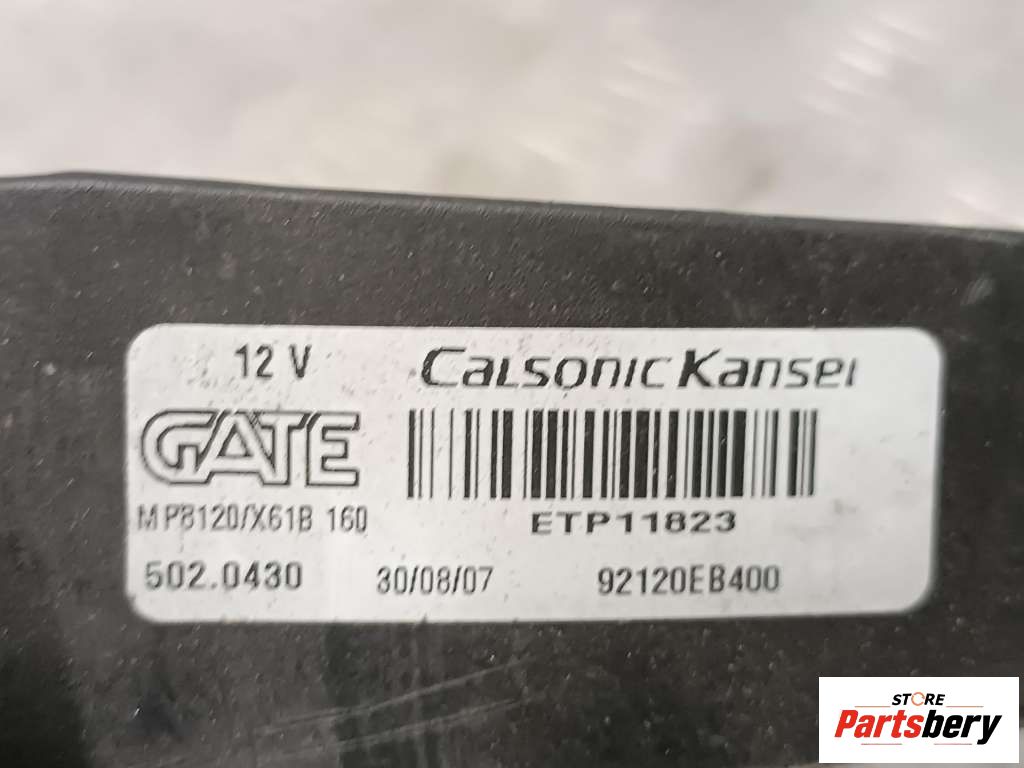 12 V CALSONIC KANSEI
GATE
MP8120/X61B 160 ETP11823
502.0430 30/08/07 92120EB400
STORE
Partsbery